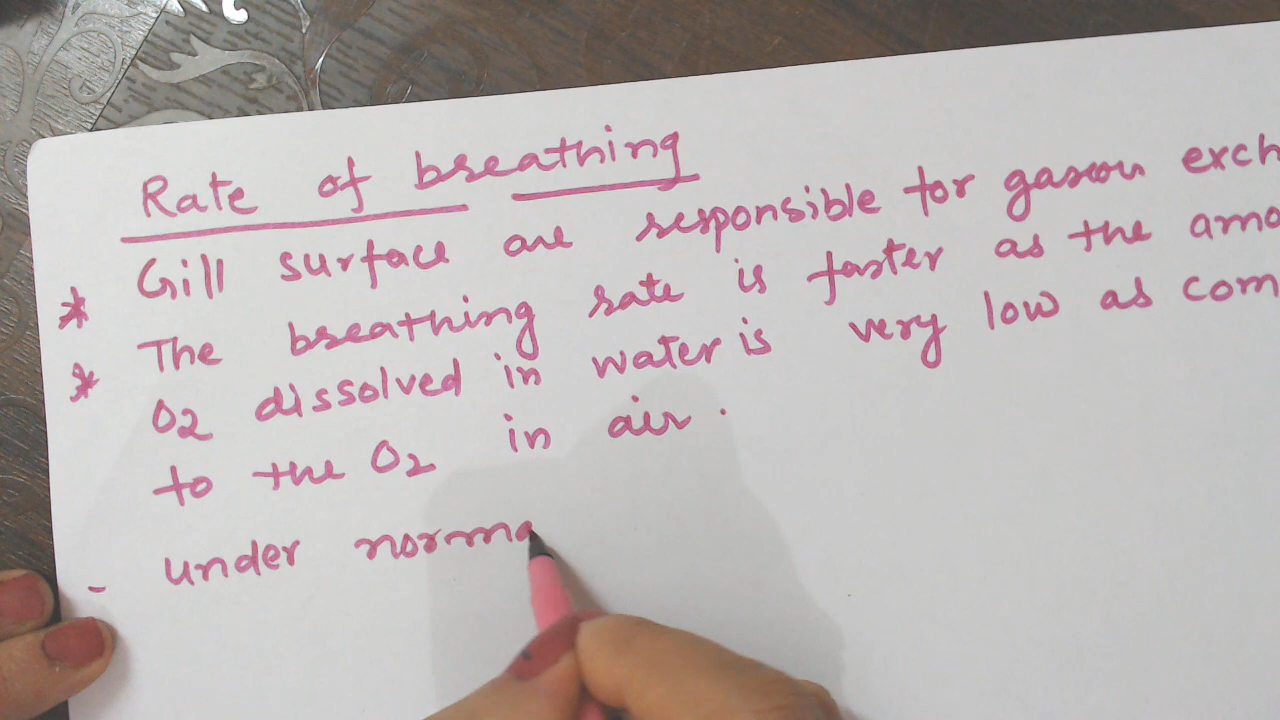 Rate of breathing
* Gill surface are responsible for gaseou exch
* The breathing rate is faster as the amo
O2 dissolved in water is very low as com
to the O2 in air.
- under norma